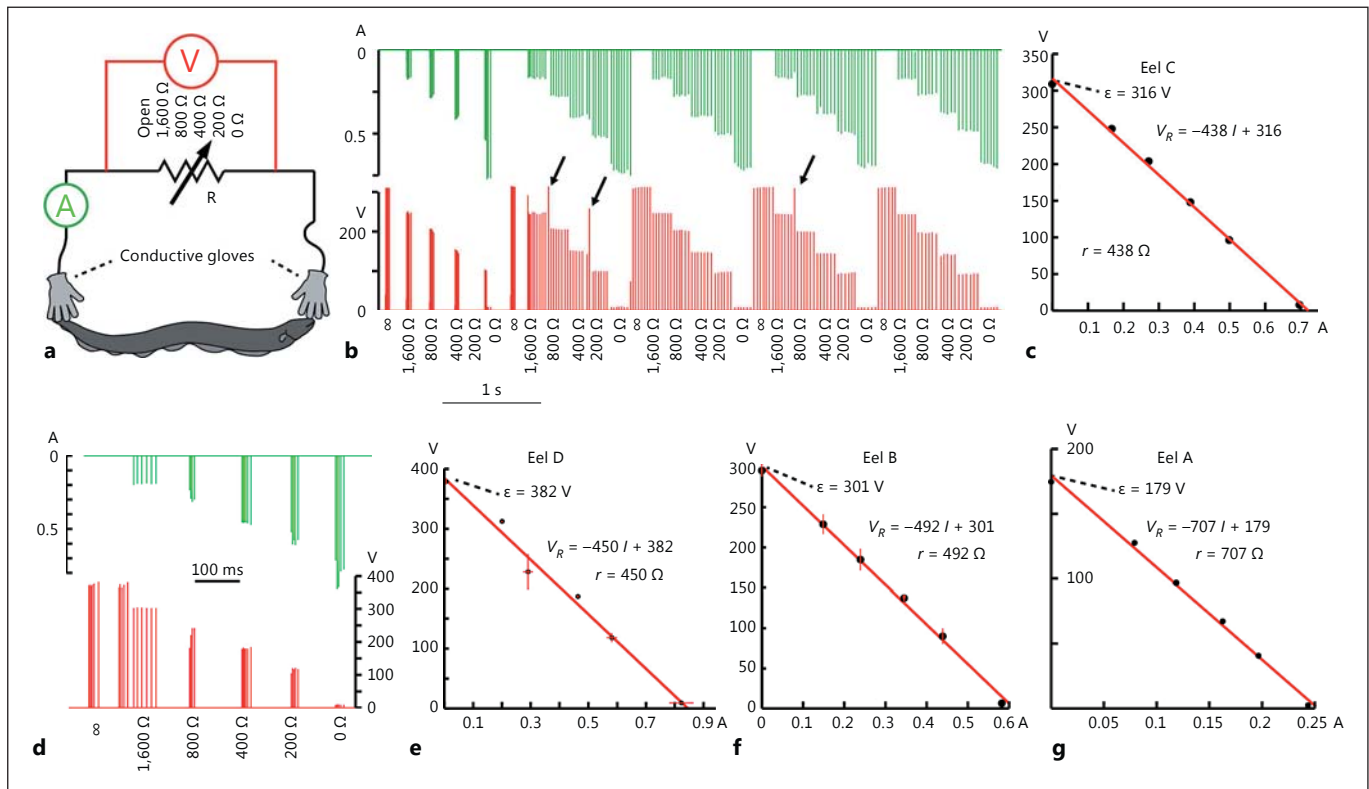 V
Open
1,600 Ω
800 Ω
400 Ω
200 Ω
0 Ω
R
A
Conductive gloves
a
A
0
0.5
V
200
0
∞
1,600 Ω
800 Ω
400 Ω
200 Ω
0 Ω
∞
1,600 Ω
800 Ω
400 Ω
200 Ω
0 Ω
∞
1,600 Ω
800 Ω
400 Ω
200 Ω
0 Ω
∞
1,600 Ω
800 Ω
400 Ω
200 Ω
0 Ω
∞
1,600 Ω
800 Ω
400 Ω
200 Ω
0 Ω
b
1 s
V
Eel C
350
300
250
200
150
100
50
0
ε = 316 V
V_R = −438 I + 316
r = 438 Ω
0.1 0.2 0.3 0.4 0.5 0.6 0.7 A
c
A
0
0.5
100 ms
V
400
300
200
100
0
∞
1,600 Ω
800 Ω
400 Ω
200 Ω
0 Ω
d
V
Eel D
400
300
200
100
0
ε = 382 V
V_R = −450 I + 382
r = 450 Ω
0.1 0.3 0.5 0.7 0.9 A
e
V
Eel B
300
250
200
150
100
50
0
ε = 301 V
V_R = −492 I + 301
r = 492 Ω
0 0.1 0.2 0.3 0.4 0.5 0.6 A
f
V
Eel A
200
100
ε = 179 V
V_R = −707 I + 179
r = 707 Ω
0.05 0.1 0.15 0.2 0.25 A
g